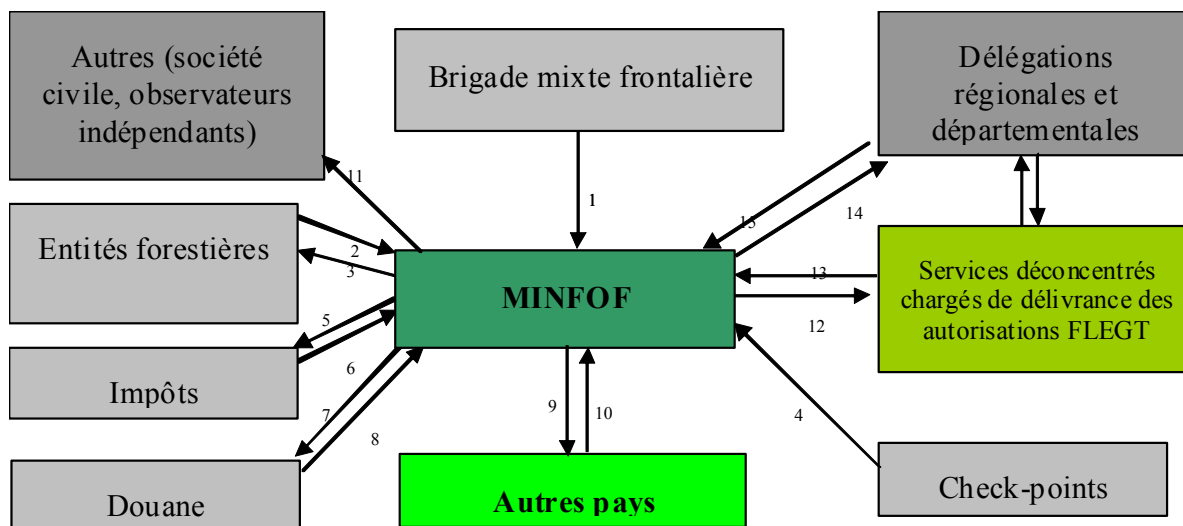 Autres (société
civile, observateurs
indépendants)
Brigade mixte frontalière
Délégations
régionales et
départementales
11
1
15
14
Entités forestières
2
3
MINFOF
13
Services déconcentrés
chargés de délivrance des
autorisations FLEGT
12
5
6
Impôts
7
8
9
10
4
Douane
Autres pays
Check-points